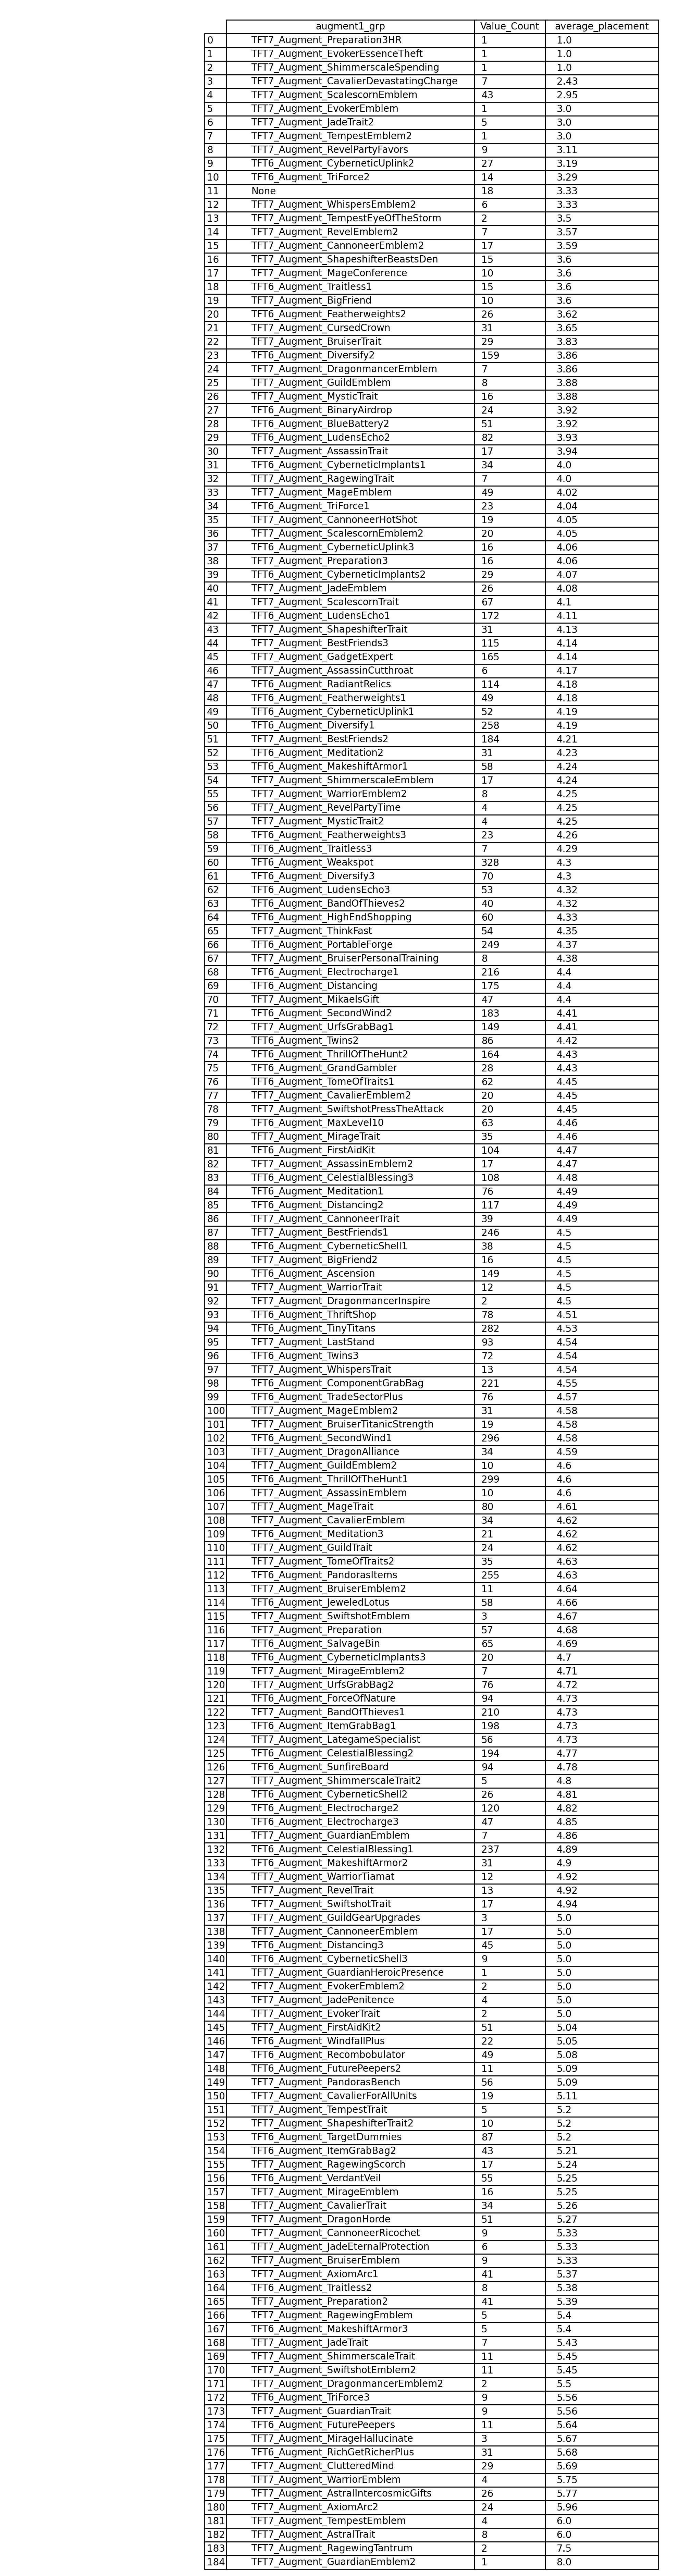 augment1_grp Value_Count average_placement
0 TFT7_Augment_Preparation3HR 1 1.0
1 TFT7_Augment_EvokerEssenceTheft 1 1.0
2 TFT7_Augment_ShimmerscaleSpending 1 1.0
3 TFT7_Augment_CavalierDevastatingCharge 7 2.43
4 TFT7_Augment_ScalescornEmblem 43 2.95
5 TFT7_Augment_EvokerEmblem 1 3.0
6 TFT7_Augment_JadeTrait2 5 3.0
7 TFT7_Augment_TempestEmblem2 1 3.0
8 TFT7_Augment_RevelPartyFavors 9 3.11
9 TFT6_Augment_CyberneticUplink2 27 3.19
10 TFT6_Augment_TriForce2 14 3.29
11 None 18 3.33
12 TFT7_Augment_WhispersEmblem2 6 3.33
13 TFT7_Augment_TempestEyeOfTheStorm 2 3.5
14 TFT7_Augment_RevelEmblem2 7 3.57
15 TFT7_Augment_CannoneerEmblem2 17 3.59
16 TFT7_Augment_ShapeshifterBeastsDen 15 3.6
17 TFT7_Augment_MageConference 10 3.6
18 TFT6_Augment_Traitless1 15 3.6
19 TFT7_Augment_BigFriend 10 3.6
20 TFT6_Augment_Featherweights2 26 3.62
21 TFT7_Augment_CursedCrown 31 3.65
22 TFT7_Augment_BruiserTrait 29 3.83
23 TFT6_Augment_Diversify2 159 3.86
24 TFT7_Augment_DragonmancerEmblem 7 3.86
25 TFT7_Augment_GuildEmblem 8 3.88
26 TFT7_Augment_MysticTrait 16 3.88
27 TFT6_Augment_BinaryAirdrop 24 3.92
28 TFT6_Augment_BlueBattery2 51 3.92
29 TFT6_Augment_LudensEcho2 82 3.93
30 TFT7_Augment_AssassinTrait 17 3.94
31 TFT6_Augment_CyberneticImplants1 34 4.0
32 TFT7_Augment_RagewingTrait 7 4.0
33 TFT7_Augment_MageEmblem 49 4.02
34 TFT6_Augment_TriForce1 23 4.04
35 TFT7_Augment_CannoneerHotShot 19 4.05
36 TFT7_Augment_ScalescornEmblem2 20 4.05
37 TFT6_Augment_CyberneticUplink3 16 4.06
38 TFT7_Augment_Preparation3 16 4.06
39 TFT6_Augment_CyberneticImplants2 29 4.07
40 TFT7_Augment_JadeEmblem 26 4.08
41 TFT7_Augment_ScalescornTrait 67 4.1
42 TFT6_Augment_LudensEcho1 172 4.11
43 TFT7_Augment_ShapeshifterTrait 31 4.13
44 TFT7_Augment_BestFriends3 115 4.14
45 TFT7_Augment_GadgetExpert 165 4.14
46 TFT7_Augment_AssassinCutthroat 6 4.17
47 TFT6_Augment_RadiantRelics 114 4.18
48 TFT6_Augment_Featherweights1 49 4.18
49 TFT6_Augment_CyberneticUplink1 52 4.19
50 TFT6_Augment_Diversify1 258 4.19
51 TFT7_Augment_BestFriends2 184 4.21
52 TFT6_Augment_Meditation2 31 4.23
53 TFT6_Augment_MakeshiftArmor1 58 4.24
54 TFT7_Augment_ShimmerscaleEmblem 17 4.24
55 TFT7_Augment_WarriorEmblem2 8 4.25
56 TFT7_Augment_RevelPartyTime 4 4.25
57 TFT7_Augment_MysticTrait2 4 4.25
58 TFT6_Augment_Featherweights3 23 4.26
59 TFT6_Augment_Traitless3 7 4.29
60 TFT6_Augment_Weakspot 328 4.3
61 TFT6_Augment_Diversify3 70 4.3
62 TFT6_Augment_LudensEcho3 53 4.32
63 TFT6_Augment_BandOfThieves2 40 4.32
64 TFT6_Augment_HighEndShopping 60 4.33
65 TFT7_Augment_ThinkFast 54 4.35
66 TFT6_Augment_PortableForge 249 4.37
67 TFT7_Augment_BruiserPersonalTraining 8 4.38
68 TFT6_Augment_Electrocharge1 216 4.4
69 TFT6_Augment_Distancing 175 4.4
70 TFT7_Augment_MikaelsGift 47 4.4
71 TFT6_Augment_SecondWind2 183 4.41
72 TFT7_Augment_UrfsGrabBag1 149 4.41
73 TFT6_Augment_Twins2 86 4.42
74 TFT6_Augment_ThrillOfTheHunt2 164 4.43
75 TFT6_Augment_GrandGambler 28 4.43
76 TFT6_Augment_TomeOfTraits1 62 4.45
77 TFT7_Augment_CavalierEmblem2 20 4.45
78 TFT7_Augment_SwiftshotPressTheAttack 20 4.45
79 TFT6_Augment_MaxLevel10 63 4.46
80 TFT7_Augment_MirageTrait 35 4.46
81 TFT6_Augment_FirstAidKit 104 4.47
82 TFT7_Augment_AssassinEmblem2 17 4.47
83 TFT6_Augment_CelestialBlessing3 108 4.48
84 TFT6_Augment_Meditation1 76 4.49
85 TFT6_Augment_Distancing2 117 4.49
86 TFT7_Augment_CannoneerTrait 39 4.49
87 TFT7_Augment_BestFriends1 246 4.5
88 TFT6_Augment_CyberneticShell1 38 4.5
89 TFT7_Augment_BigFriend2 16 4.5
90 TFT6_Augment_Ascension 149 4.5
91 TFT7_Augment_WarriorTrait 12 4.5
92 TFT7_Augment_DragonmancerInspire 2 4.5
93 TFT6_Augment_ThriftShop 78 4.51
94 TFT6_Augment_TinyTitans 282 4.53
95 TFT7_Augment_LastStand 93 4.54
96 TFT6_Augment_Twins3 72 4.54
97 TFT7_Augment_WhispersTrait 13 4.54
98 TFT6_Augment_ComponentGrabBag 221 4.55
99 TFT6_Augment_TradeSectorPlus 76 4.57
100 TFT7_Augment_MageEmblem2 31 4.58
101 TFT7_Augment_BruiserTitanicStrength 19 4.58
102 TFT6_Augment_SecondWind1 296 4.58
103 TFT7_Augment_DragonAlliance 34 4.59
104 TFT7_Augment_GuildEmblem2 10 4.6
105 TFT6_Augment_ThrillOfTheHunt1 299 4.6
106 TFT7_Augment_AssassinEmblem 10 4.6
107 TFT7_Augment_MageTrait 80 4.61
108 TFT7_Augment_CavalierEmblem 34 4.62
109 TFT6_Augment_Meditation3 21 4.62
110 TFT7_Augment_GuildTrait 24 4.62
111 TFT7_Augment_TomeOfTraits2 35 4.63
112 TFT6_Augment_PandorasItems 255 4.63
113 TFT7_Augment_BruiserEmblem2 11 4.64
114 TFT6_Augment_JeweledLotus 58 4.66
115 TFT7_Augment_SwiftshotEmblem 3 4.67
116 TFT7_Augment_Preparation 57 4.68
117 TFT6_Augment_SalvageBin 65 4.69
118 TFT6_Augment_CyberneticImplants3 20 4.7
119 TFT7_Augment_MirageEmblem2 7 4.71
120 TFT7_Augment_UrfsGrabBag2 76 4.72
121 TFT6_Augment_ForceOfNature 94 4.73
122 TFT7_Augment_BandOfThieves1 210 4.73
123 TFT6_Augment_ItemGrabBag1 198 4.73
124 TFT7_Augment_LategameSpecialist 56 4.73
125 TFT6_Augment_CelestialBlessing2 194 4.77
126 TFT6_Augment_SunfireBoard 94 4.78
127 TFT7_Augment_ShimmerscaleTrait2 5 4.8
128 TFT6_Augment_CyberneticShell2 26 4.81
129 TFT6_Augment_Electrocharge2 120 4.82
130 TFT6_Augment_Electrocharge3 47 4.85
131 TFT7_Augment_GuardianEmblem 7 4.86
132 TFT6_Augment_CelestialBlessing1 237 4.89
133 TFT6_Augment_MakeshiftArmor2 31 4.9
134 TFT7_Augment_WarriorTiamat 12 4.92
135 TFT7_Augment_RevelTrait 13 4.92
136 TFT7_Augment_SwiftshotTrait 17 4.94
137 TFT7_Augment_GuildGearUpgrades 3 5.0
138 TFT7_Augment_CannoneerEmblem 17 5.0
139 TFT6_Augment_Distancing3 45 5.0
140 TFT6_Augment_CyberneticShell3 9 5.0
141 TFT7_Augment_GuardianHeroicPresence 1 5.0
142 TFT7_Augment_EvokerEmblem2 2 5.0
143 TFT7_Augment_JadePenitence 4 5.0
144 TFT7_Augment_EvokerTrait 2 5.0
145 TFT7_Augment_FirstAidKit2 51 5.04
146 TFT6_Augment_WindfallPlus 22 5.05
147 TFT6_Augment_Recombobulator 49 5.08
148 TFT6_Augment_FuturePeepers2 11 5.09
149 TFT7_Augment_PandorasBench 56 5.09
150 TFT7_Augment_CavalierForAllUnits 19 5.11
151 TFT7_Augment_TempestTrait 5 5.2
152 TFT7_Augment_ShapeshifterTrait2 10 5.2
153 TFT6_Augment_TargetDummies 87 5.2
154 TFT6_Augment_ItemGrabBag2 43 5.21
155 TFT7_Augment_RagewingScorch 17 5.24
156 TFT6_Augment_VerdantVeil 55 5.25
157 TFT7_Augment_MirageEmblem 16 5.25
158 TFT7_Augment_CavalierTrait 34 5.26
159 TFT7_Augment_DragonHorde 51 5.27
160 TFT7_Augment_CannoneerRicochet 9 5.33
161 TFT7_Augment_JadeEternalProtection 6 5.33
162 TFT7_Augment_BruiserEmblem 9 5.33
163 TFT7_Augment_AxiomArc1 41 5.37
164 TFT6_Augment_Traitless2 8 5.38
165 TFT7_Augment_Preparation2 41 5.39
166 TFT7_Augment_RagewingEmblem 5 5.4
167 TFT6_Augment_MakeshiftArmor3 5 5.4
168 TFT7_Augment_JadeTrait 7 5.43
169 TFT7_Augment_ShimmerscaleTrait 11 5.45
170 TFT7_Augment_SwiftshotEmblem2 11 5.45
171 TFT7_Augment_DragonmancerEmblem2 2 5.5
172 TFT6_Augment_TriForce3 9 5.56
173 TFT7_Augment_GuardianTrait 9 5.56
174 TFT6_Augment_FuturePeepers 11 5.64
175 TFT7_Augment_MirageHallucinate 3 5.67
176 TFT6_Augment_RichGetRicherPlus 31 5.68
177 TFT7_Augment_ClutteredMind 29 5.69
178 TFT7_Augment_WarriorEmblem 4 5.75
179 TFT7_Augment_AstralIntercosmicGifts 26 5.77
180 TFT7_Augment_AxiomArc2 24 5.96
181 TFT7_Augment_TempestEmblem 4 6.0
182 TFT7_Augment_AstralTrait 8 6.0
183 TFT7_Augment_RagewingTantrum 2 7.5
184 TFT7_Augment_GuardianEmblem2 1 8.0